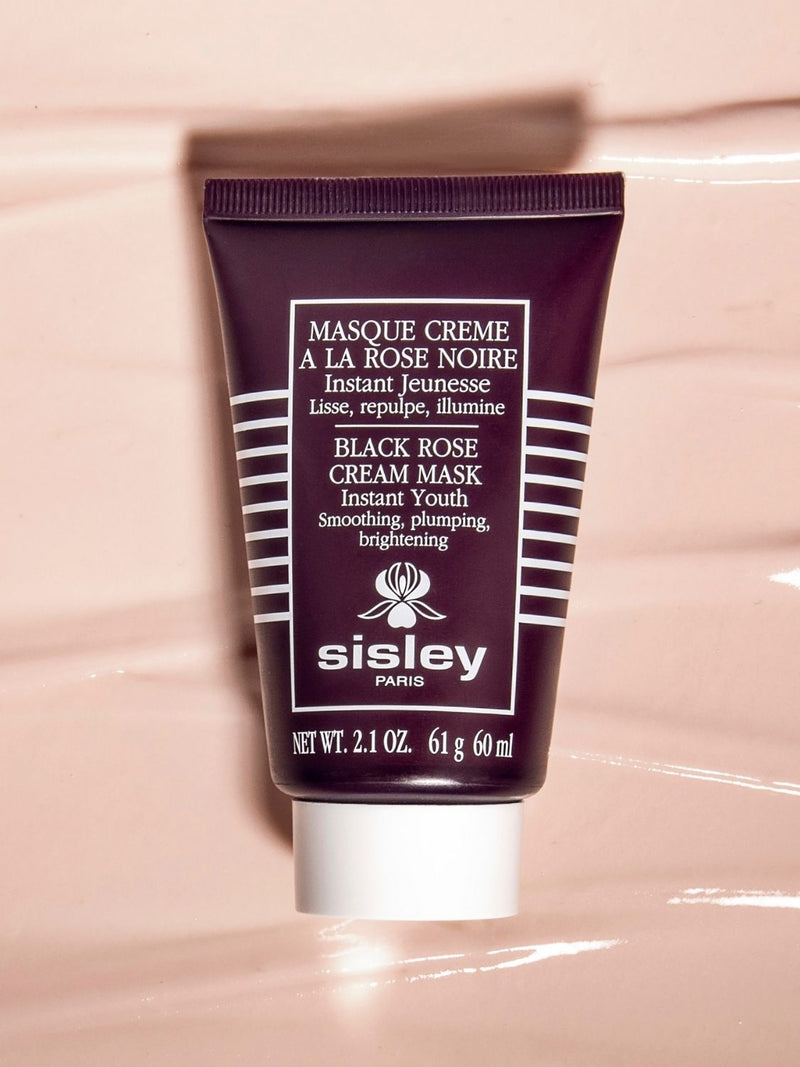 MASQUE CREME
A LA ROSE NOIRE
Instant Jeunesse
Lisse, repulpe, illumine
BLACK ROSE
CREAM MASK
Instant Youth
Smoothing, plumping,
brightening
sisley
PARIS
NET WT. 2.1 OZ. 61 g 60 ml